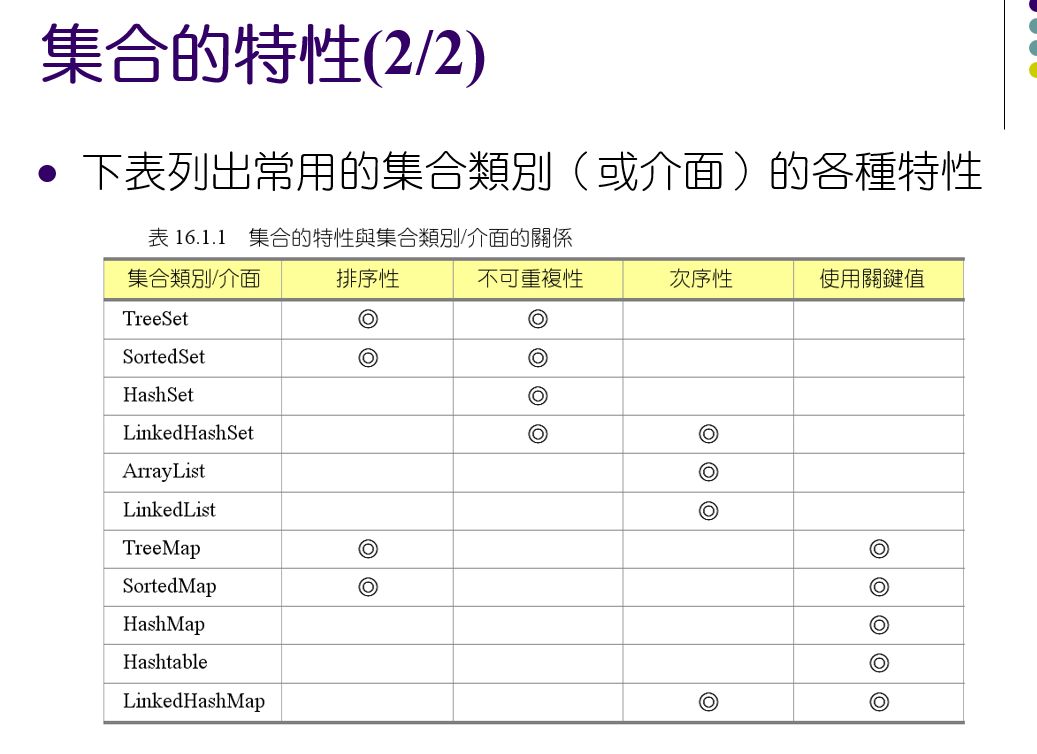 集合的特性(2/2)
下表列出常用的集合類別（或介面）的各種特性
表 16.1.1　集合的特性與集合類別/介面的關係
集合類別/介面 排序性 不可重複性 次序性 使用關鍵值
TreeSet ◎ ◎
SortedSet ◎ ◎
HashSet ◎
LinkedHashSet ◎ ◎
ArrayList ◎
LinkedList ◎
TreeMap ◎ ◎
SortedMap ◎ ◎
HashMap ◎
Hashtable ◎
LinkedHashMap ◎ ◎